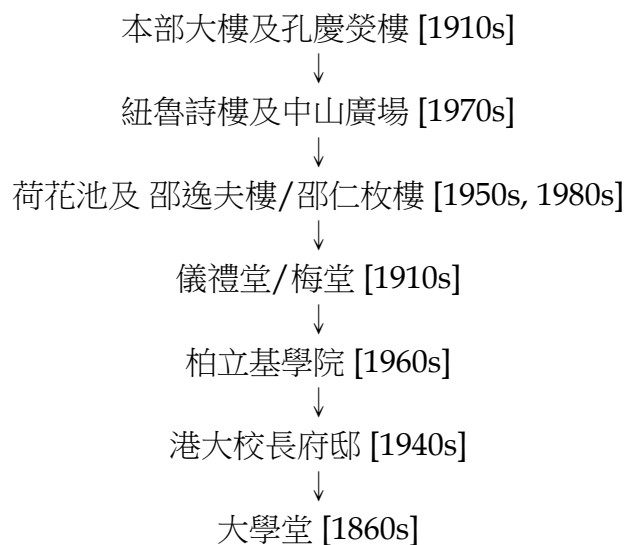 本部大樓及孔慶熒樓 [1910s]
↓
紐魯詩樓及中山廣場 [1970s]
↓
荷花池及 邵逸夫樓/邵仁枚樓 [1950s, 1980s]
↓
儀禮堂/梅堂 [1910s]
↓
柏立基學院 [1960s]
↓
港大校長府邸 [1940s]
↓
大學堂 [1860s]